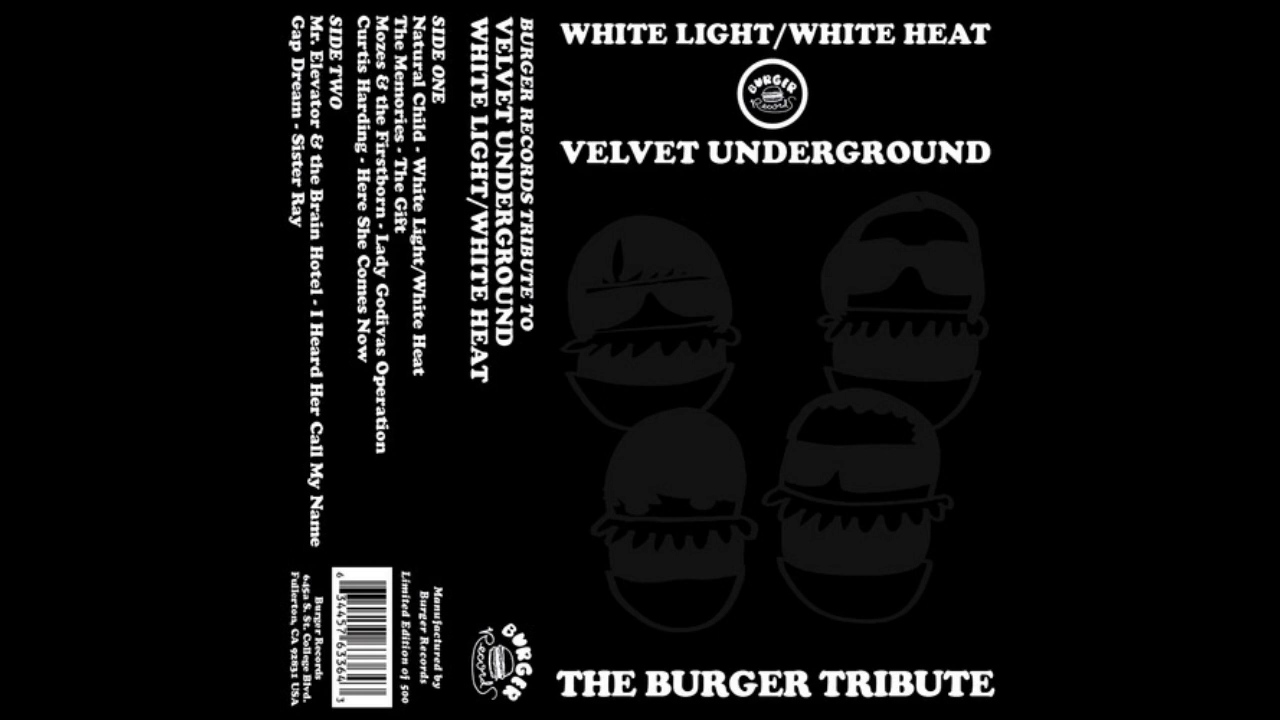 WHITE LIGHT/WHITE HEAT
BURGER
Records
VELVET UNDERGROUND
THE BURGER TRIBUTE
BURGER RECORDS TRIBUTE TO
VELVET UNDERGROUND
WHITE LIGHT/WHITE HEAT
BURGER
Records
SIDE ONE
Natural Child - White Light/White Heat
The Memories - The Gift
Mozes & the Firstborn - Lady Godivas Operation
Curtis Harding - Here She Comes Now
SIDE TWO
Mr. Elevator & the Brain Hotel - I Heard Her Call My Name
Gap Dream - Sister Ray
Manufactured by
Burger Records
Limited Edition of 500
6 34457 63364 3
Burger Records
645a S. St. College Blvd.
Fullerton, CA 92831 USA